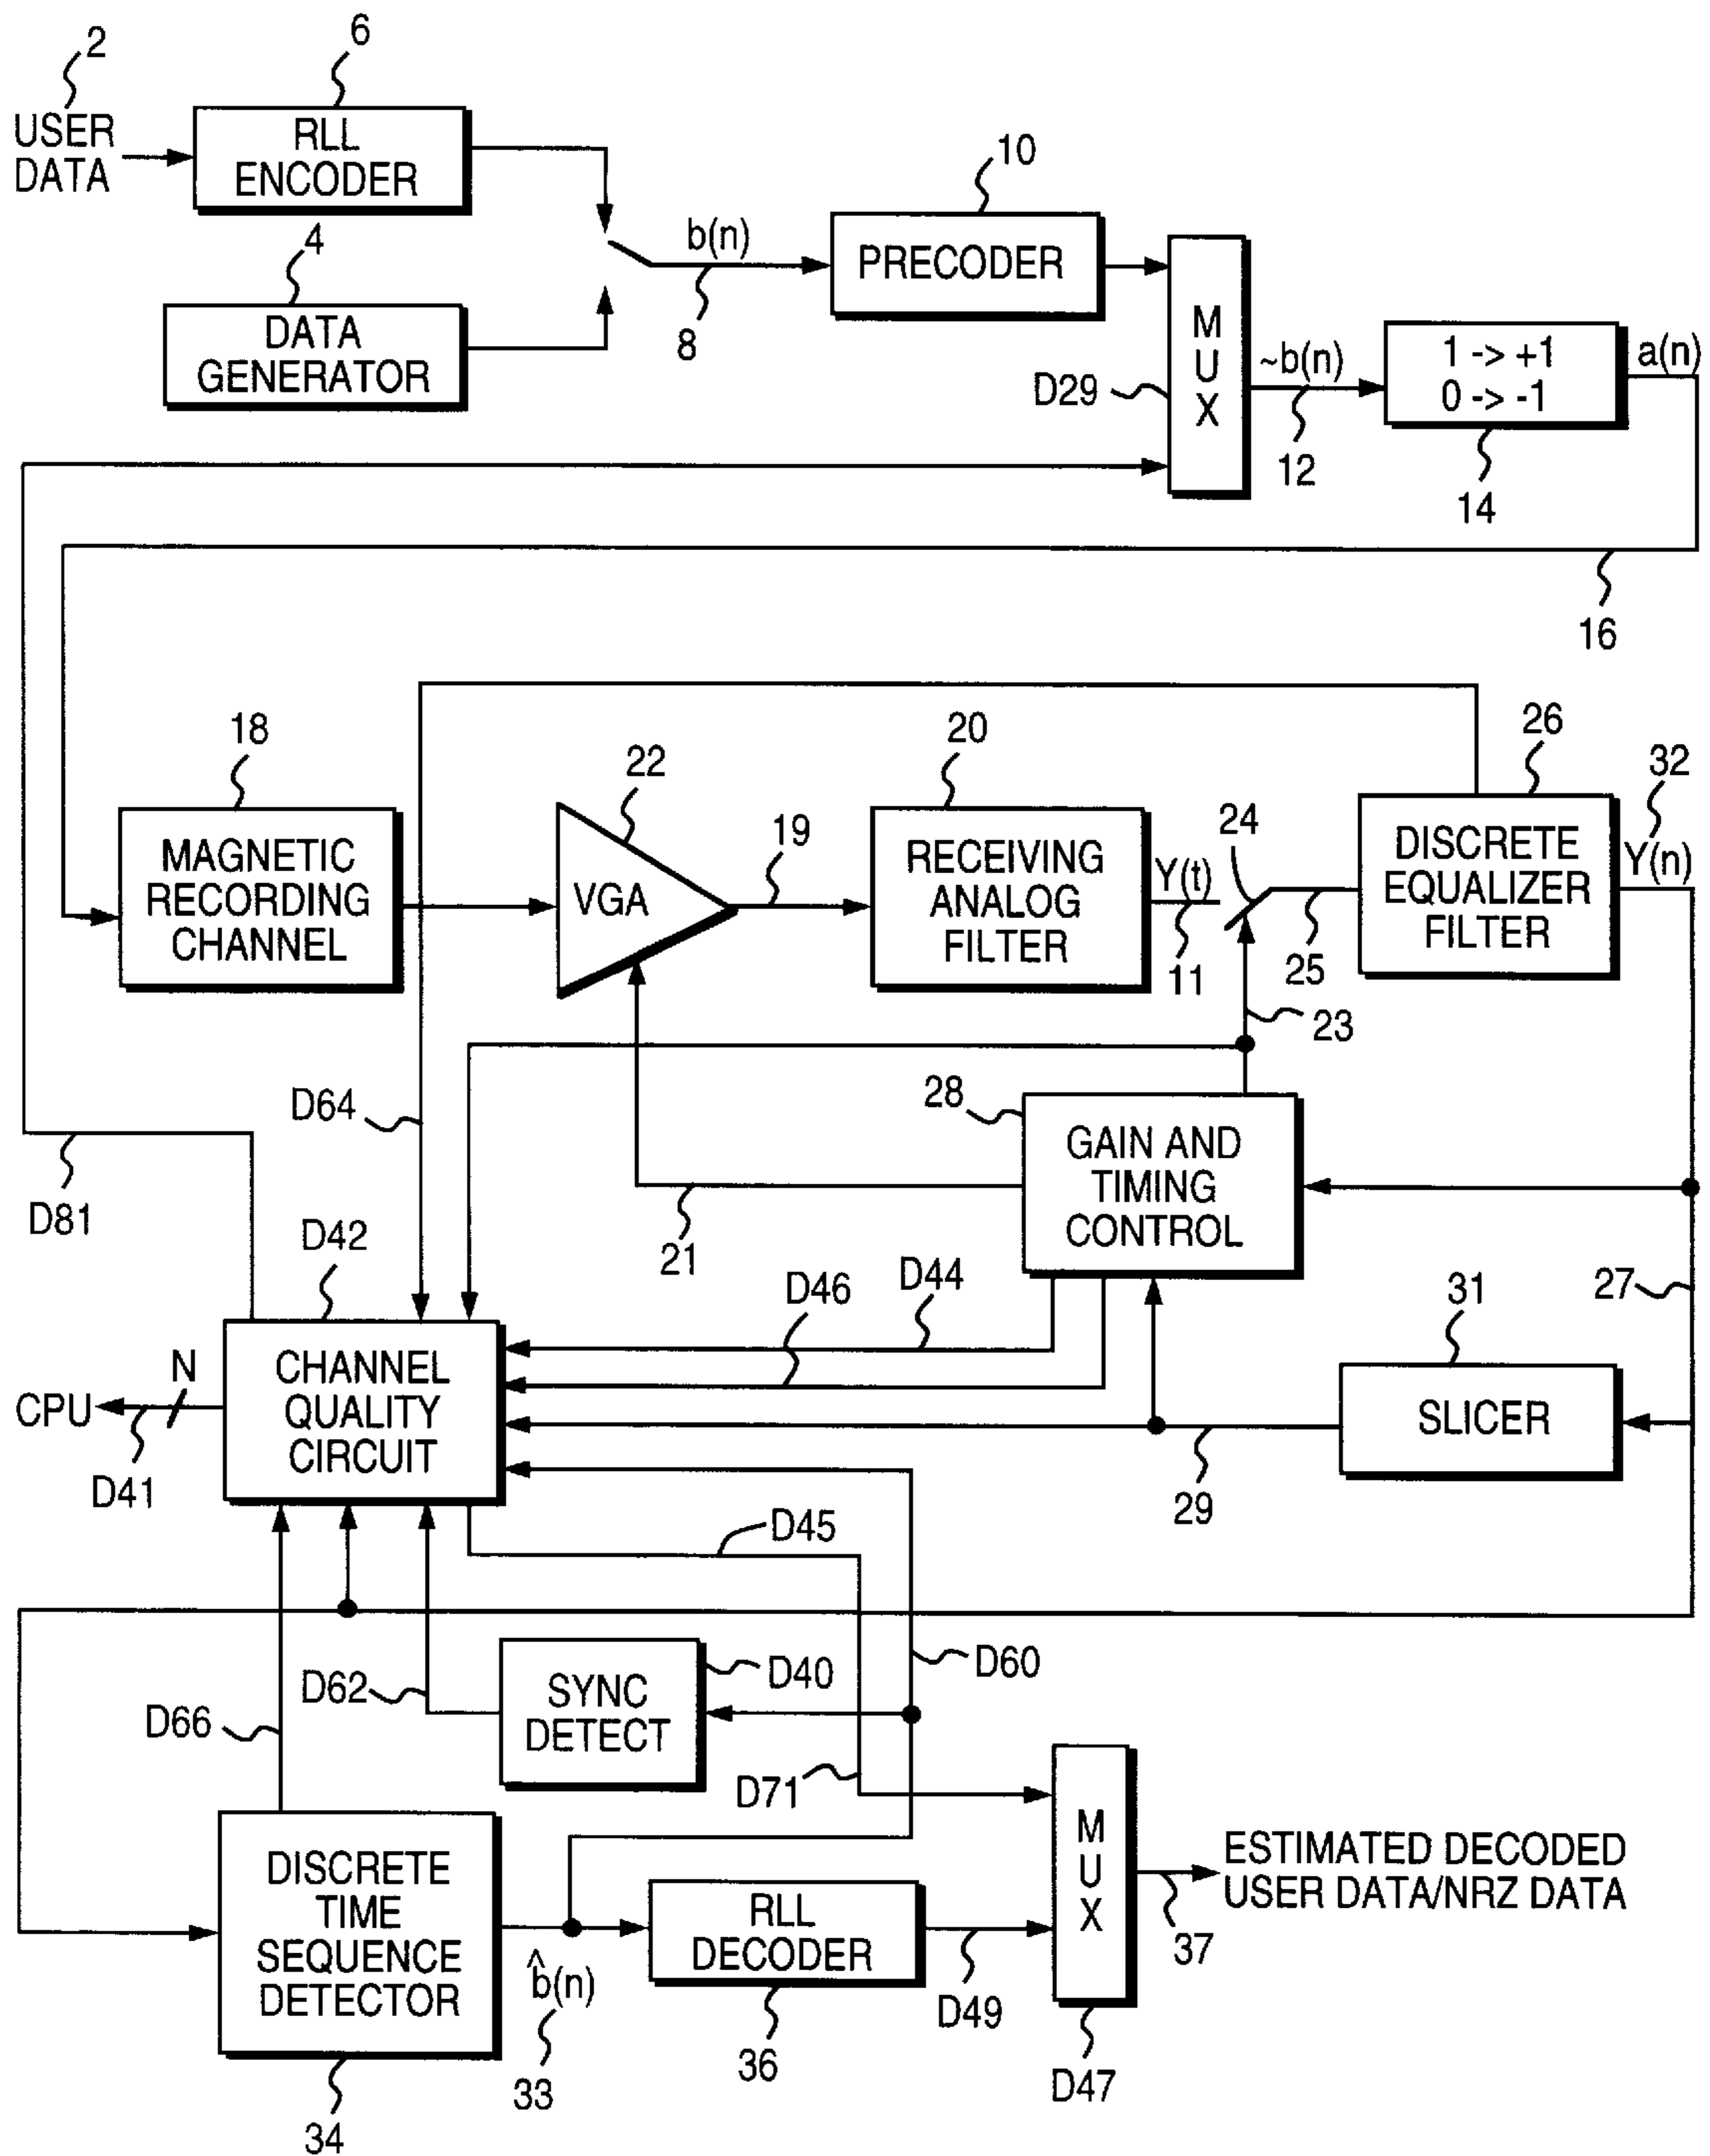 2
USER
DATA
6
RLL
ENCODER
4
DATA
GENERATOR
b(n)
8
10
PRECODER
D29
M
U
X
~b(n)
12
1 -> +1
0 -> -1
14
a(n)
16
18
MAGNETIC
RECORDING
CHANNEL
22
VGA
19
20
RECEIVING
ANALOG
FILTER
Y(t)
11
24
25
23
26
DISCRETE
EQUALIZER
FILTER
32
Y(n)
D64
D81
21
28
GAIN AND
TIMING
CONTROL
27
D42
CHANNEL
QUALITY
CIRCUIT
CPU
N
D41
D46
D44
31
SLICER
29
D45
D40
SYNC
DETECT
D62
D60
D66
D71
DISCRETE
TIME
SEQUENCE
DETECTOR
34
b̂(n)
33
RLL
DECODER
36
D49
M
U
X
D47
37
ESTIMATED DECODED
USER DATA/NRZ DATA